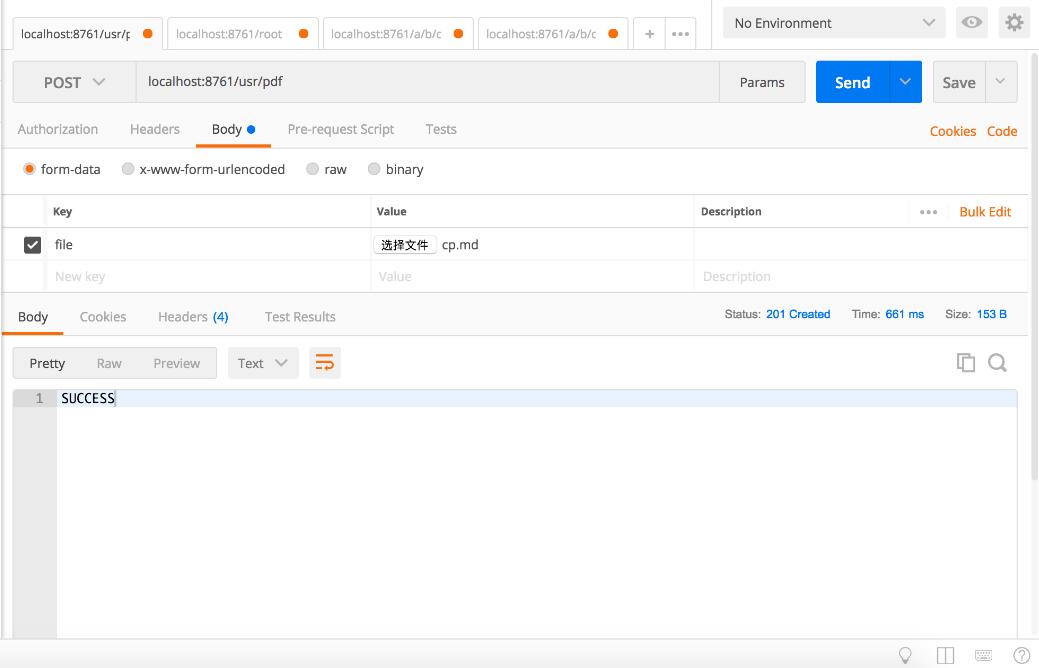 localhost:8761/usr/p
localhost:8761/root
localhost:8761/a/b/c
localhost:8761/a/b/c
No Environment
POST
localhost:8761/usr/pdf
Params
Send
Save
Authorization
Headers
Body
Pre-request Script
Tests
Cookies
Code
form-data
x-www-form-urlencoded
raw
binary
Key
Value
Description
Bulk Edit
file
选择文件
cp.md
New key
Value
Description
Body
Cookies
Headers (4)
Test Results
Status: 201 Created
Time: 661 ms
Size: 153 B
Pretty
Raw
Preview
Text
1
SUCCESS